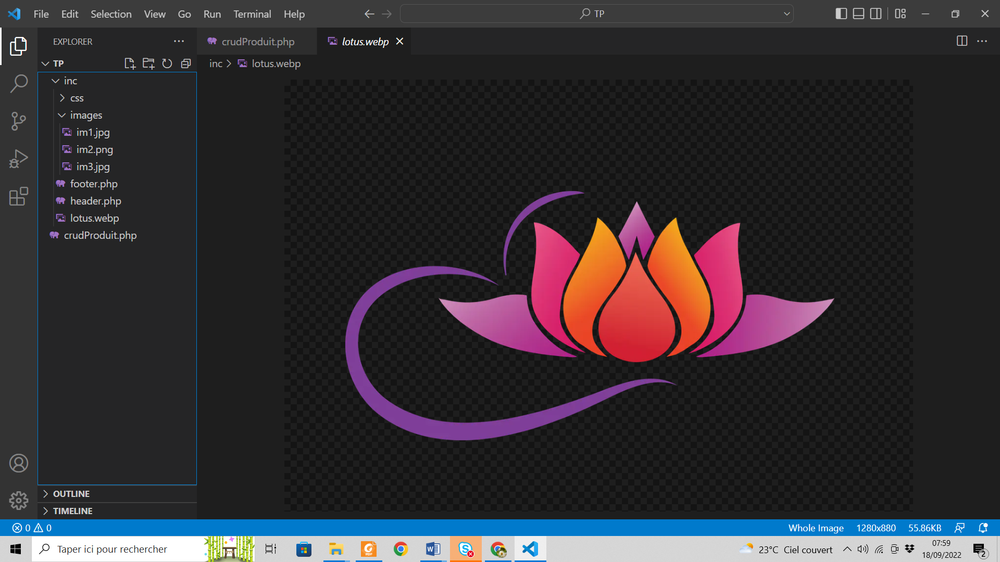 File Edit Selection View Go Run Terminal Help
TP
EXPLORER
crudProduit.php
lotus.webp
TP
inc
lotus.webp
inc
css
images
im1.jpg
im2.png
im3.jpg
footer.php
header.php
lotus.webp
crudProduit.php
OUTLINE
TIMELINE
0 0
Whole Image 1280x880 55.86KB
Taper ici pour rechercher
PDF
23°C Ciel couvert
07:59
18/09/2022
2